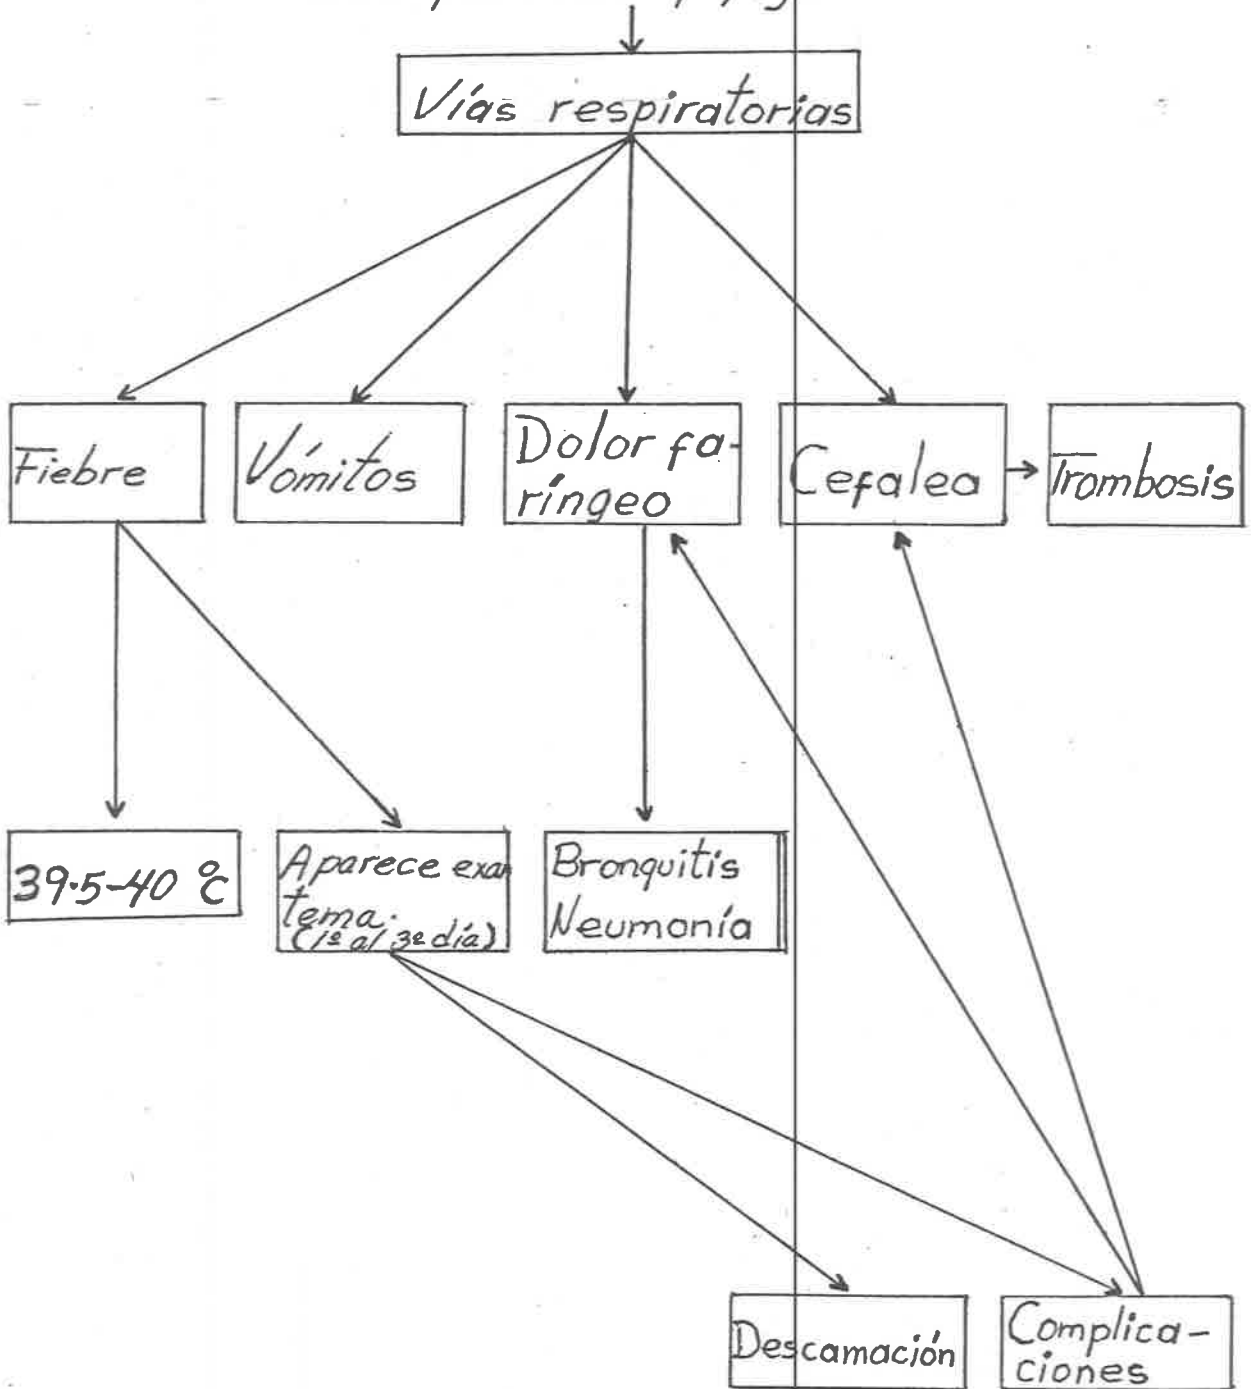 Vías respiratorias
Fiebre
Vómitos
Dolor fa-
ríngeo
Cefalea
Trombosis
39.5-40 °C
Aparece exan
tema.
(1º al 3º día)
Bronquitis
Neumonía
Descamación
Complica-
ciones